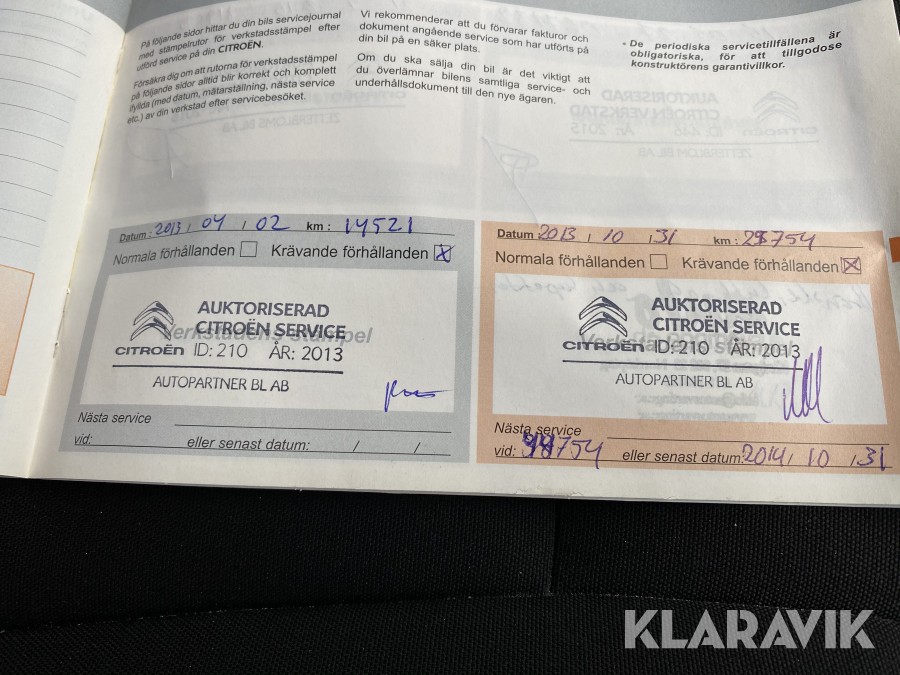 På följande sidor hittar du din bils servicejournal
med stämpelrutor för verkstadsstämpel efter
utförd service på din CITROËN.
Försäkra dig om att rutorna för verkstadsstämpel
på följande sidor alltid blir korrekt och komplett
ifyllda (med datum, mätarställning, nästa service
etc.) av din verkstad efter servicebesöket.
Vi rekommenderar att du förvarar fakturor och
dokument angående service som har utförts på
din bil på en säker plats.
Om du ska sälja din bil är det viktigt att
du överlämnar bilens samtliga service- och
underhållsdokument till den nye ägaren.
• De periodiska servicetillfällena är
obligatoriska, för att tillgodose
konstruktörens garantivillkor.
Datum : 2013 / 04 / 02 km : 14521
Normala förhållanden Krävande förhållanden X
AUKTORISERAD
CITROËN SERVICE
Verkstadens stämpel
CITROËN ID: 210 ÅR: 2013
AUTOPARTNER BL AB
Nästa service
vid: eller senast datum: / /
Datum : 2013 / 10 / 31 km : 28754
Normala förhållanden Krävande förhållanden X
AUKTORISERAD
CITROËN SERVICE
Verkstadens stämpel
CITROËN ID: 210 ÅR: 2013
AUTOPARTNER BL AB
Nästa service
vid: eller senast datum: 2014 / 10 / 31
KLARAVIK